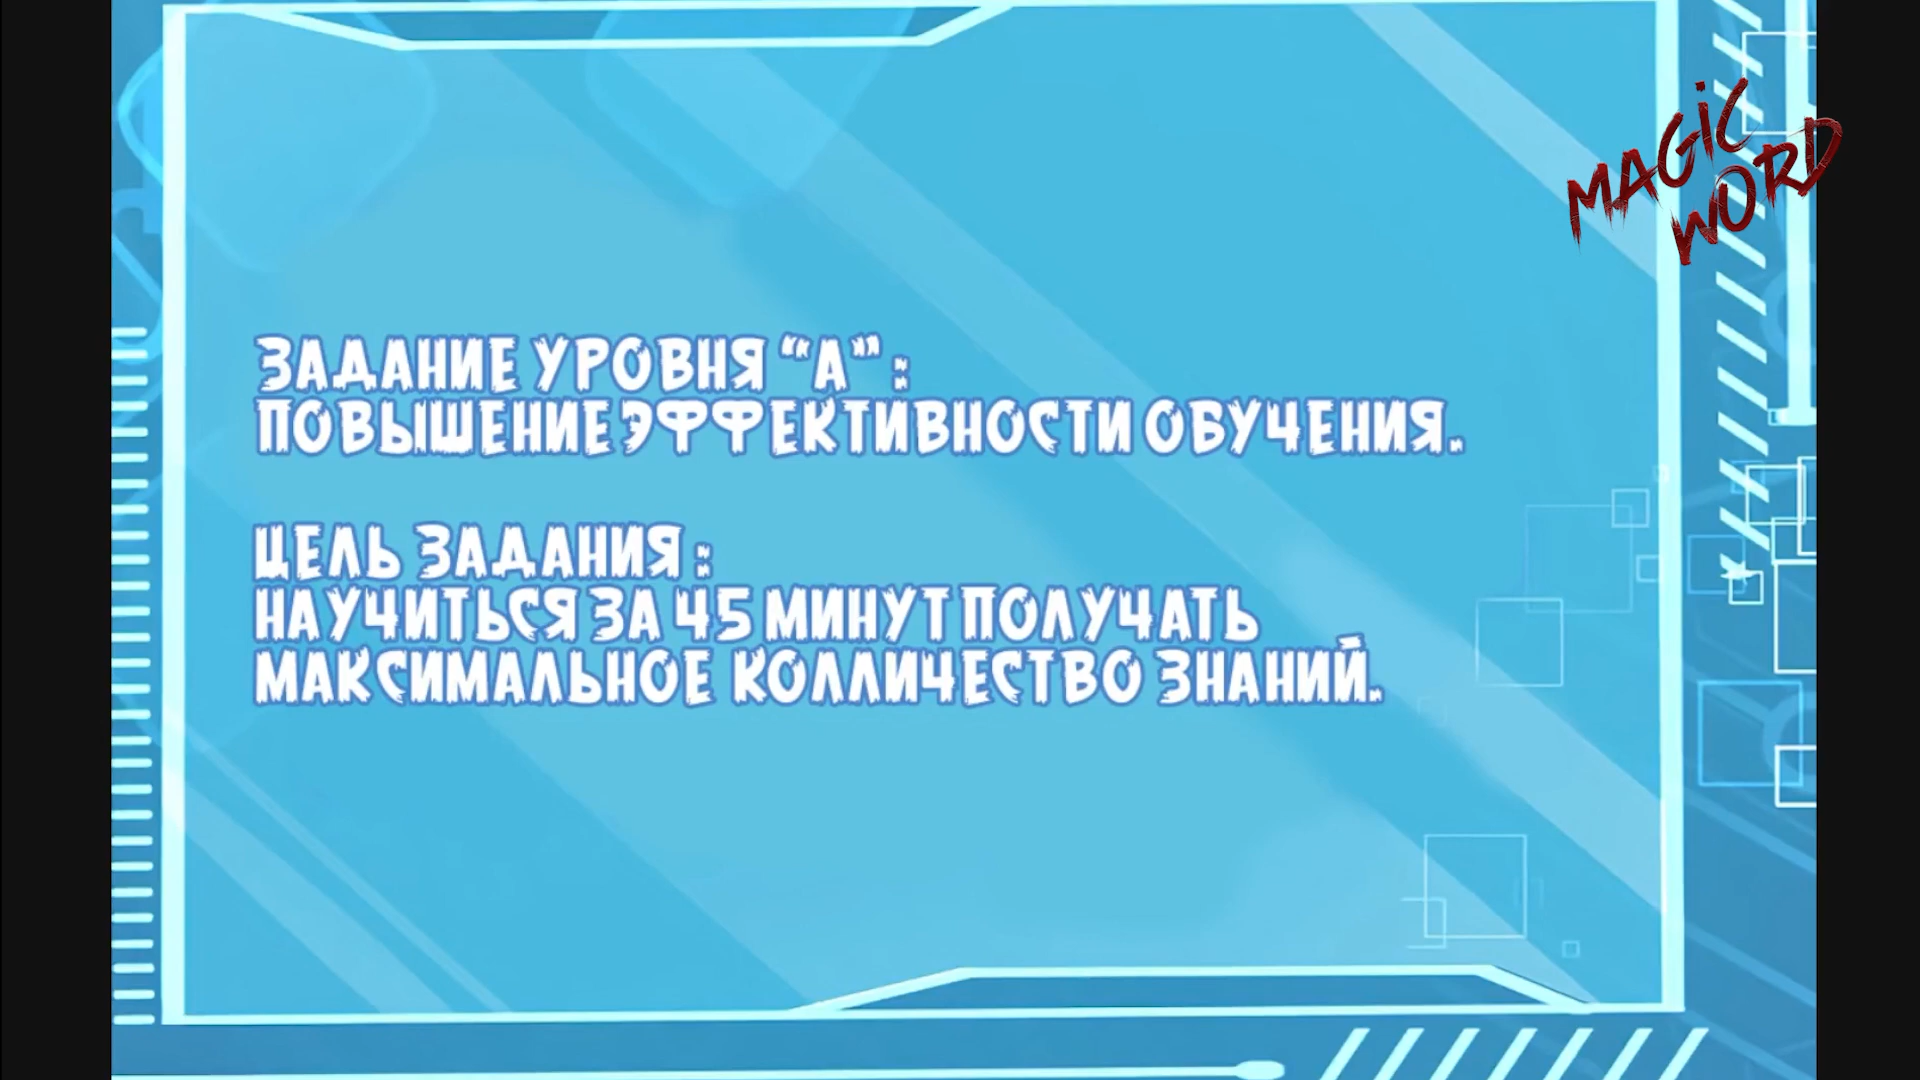 MAGIC
WORD
ЗАДАНИЕ УРОВНЯ “А” :
ПОВЫШЕНИЕ ЭФФЕКТИВНОСТИ ОБУЧЕНИЯ.
ЦЕЛЬ ЗАДАНИЯ :
НАУЧИТЬСЯ ЗА 45 МИНУТ ПОЛУЧАТЬ
МАКСИМАЛЬНОЕ КОЛЛИЧЕСТВО ЗНАНИЙ.